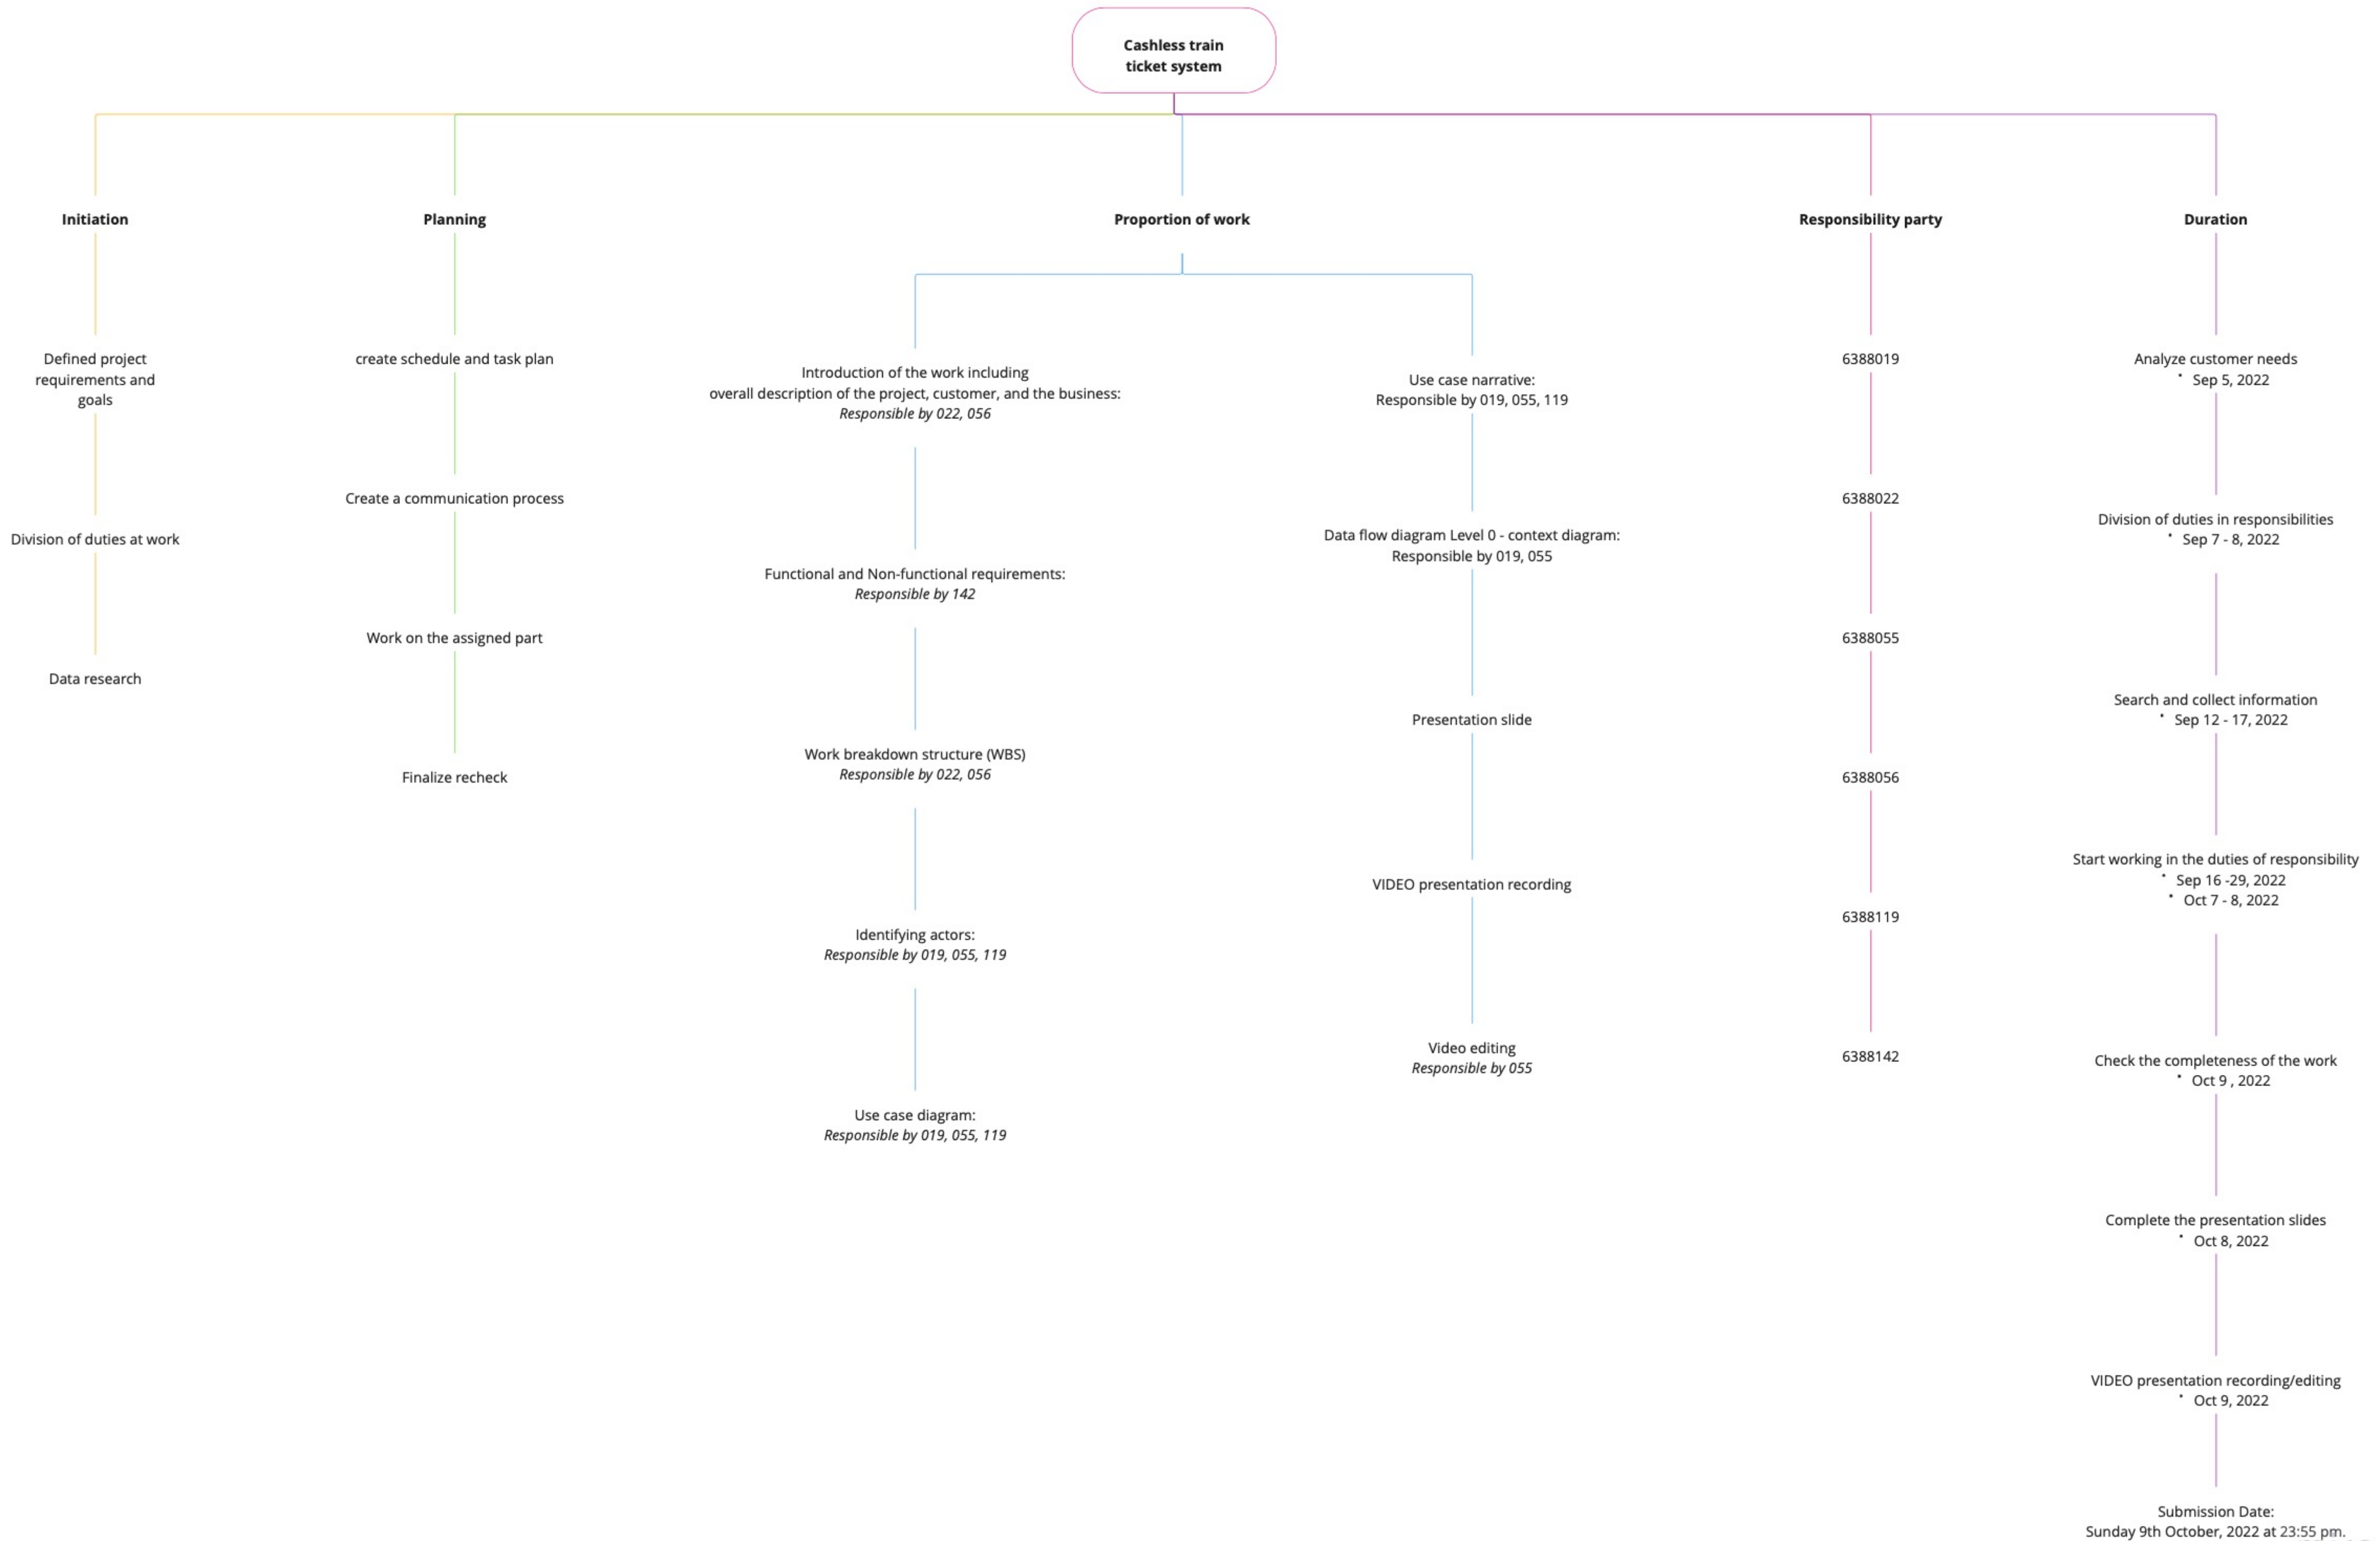 Cashless train
ticket system
Initiation
Defined project
requirements and
goals
Division of duties at work
Data research
Planning
create schedule and task plan
Create a communication process
Work on the assigned part
Finalize recheck
Proportion of work
Introduction of the work including
overall description of the project, customer, and the business:
Responsible by 022, 056
Functional and Non-functional requirements:
Responsible by 142
Work breakdown structure (WBS)
Responsible by 022, 056
Identifying actors:
Responsible by 019, 055, 119
Use case diagram:
Responsible by 019, 055, 119
Use case narrative:
Responsible by 019, 055, 119
Data flow diagram Level 0 - context diagram:
Responsible by 019, 055
Presentation slide
VIDEO presentation recording
Video editing
Responsible by 055
Responsibility party
6388019
6388022
6388055
6388056
6388119
6388142
Duration
Analyze customer needs
• Sep 5, 2022
Division of duties in responsibilities
• Sep 7 - 8, 2022
Search and collect information
• Sep 12 - 17, 2022
Start working in the duties of responsibility
• Sep 16 -29, 2022
• Oct 7 - 8, 2022
Check the completeness of the work
• Oct 9 , 2022
Complete the presentation slides
• Oct 8, 2022
VIDEO presentation recording/editing
• Oct 9, 2022
Submission Date:
Sunday 9th October, 2022 at 23:55 pm.